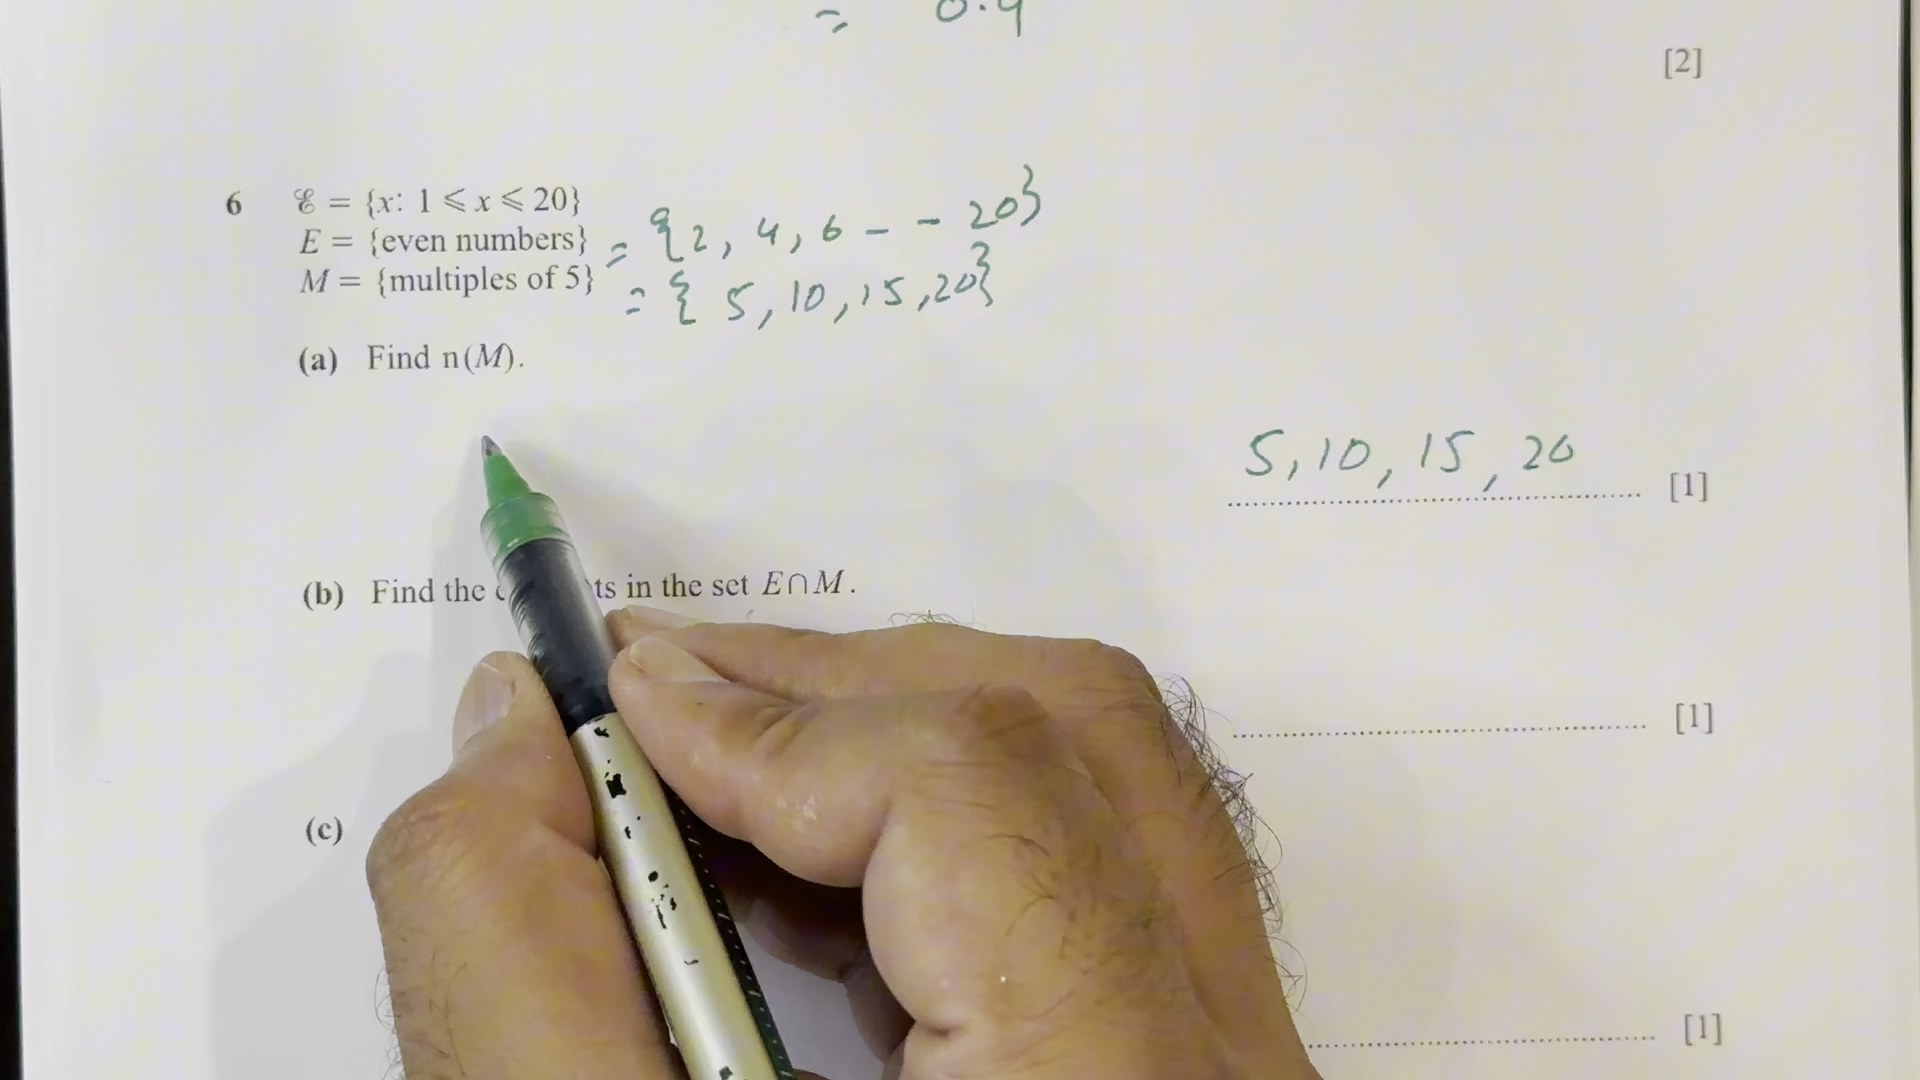 = 0.9
[2]
6 ℰ = {x: 1 ⩽ x ⩽ 20}
E = {even numbers} = {2, 4, 6 - - 20}
M = {multiples of 5} = { 5, 10, 15, 20}
(a) Find n(M).
5, 10, 15, 20 [1]
(b) Find the ts in the set E∩M.
[1]
(c)
[1]